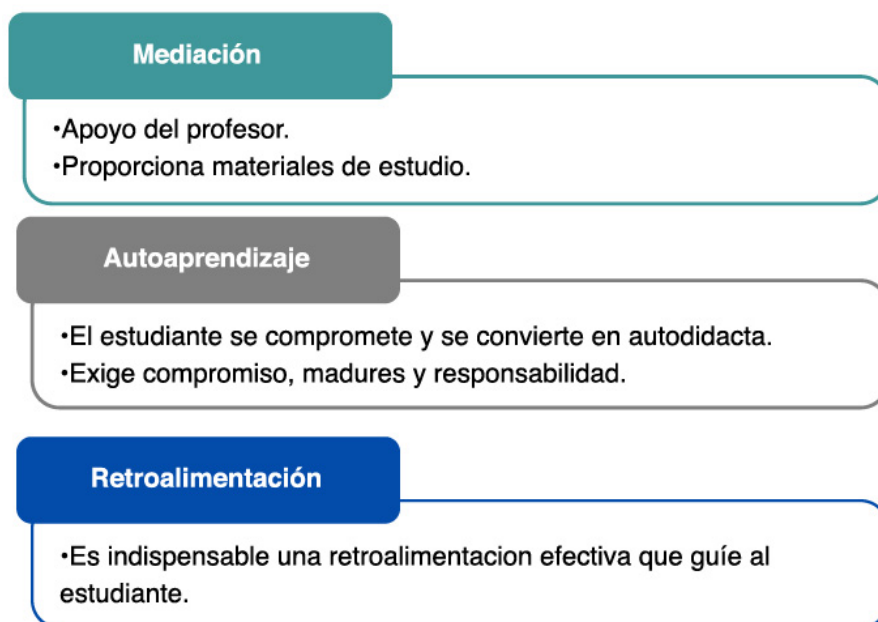 Mediación
•Apoyo del profesor.
•Proporciona materiales de estudio.
Autoaprendizaje
•El estudiante se compromete y se convierte en autodidacta.
•Exige compromiso, madures y responsabilidad.
Retroalimentación
•Es indispensable una retroalimentacion efectiva que guíe al
estudiante.